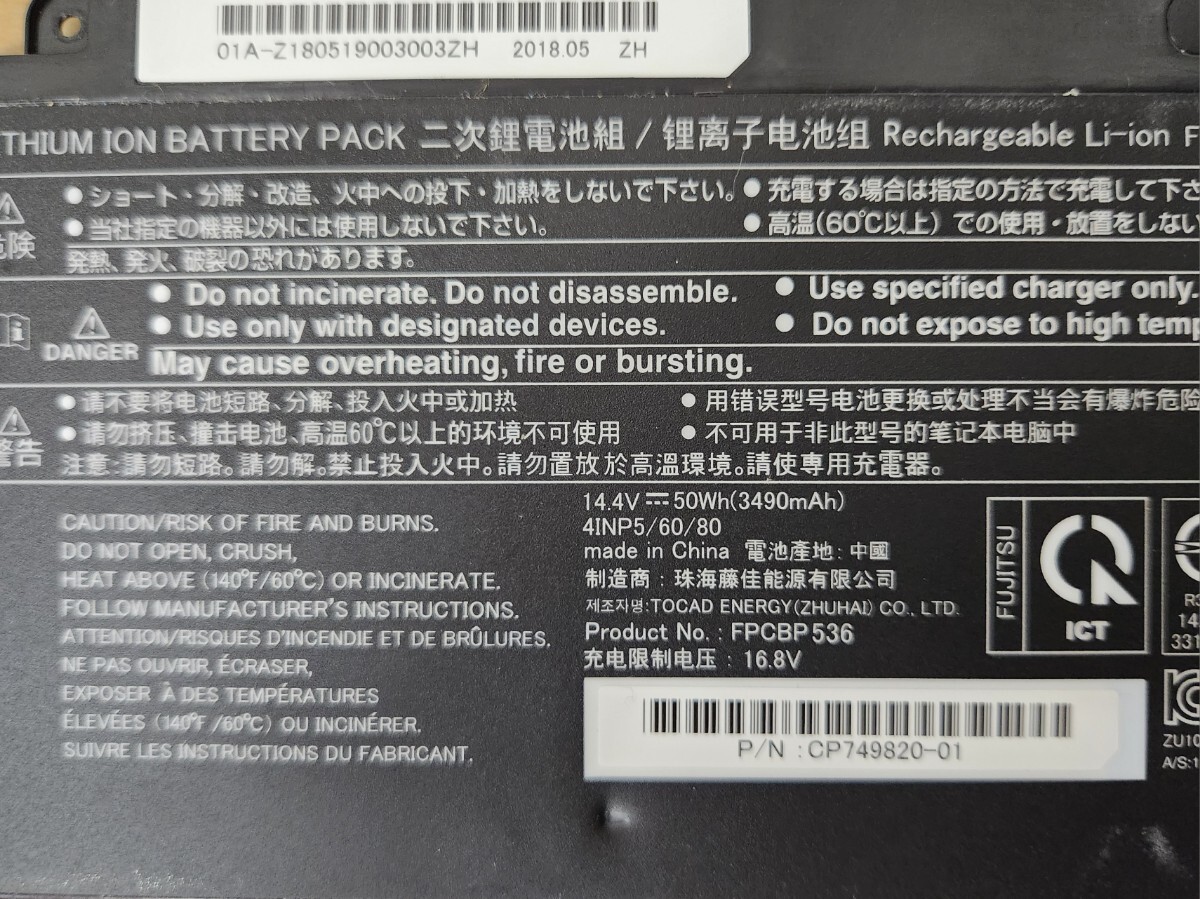 01A-Z180519003003ZH 2018.05 ZH
THIUM ION BATTERY PACK 二次鋰電池組 / 锂离子电池组 Rechargeable Li-ion P
● ショート・分解・改造、火中への投下・加熱をしないで下さい。 ● 充電する場合は指定の方法で充電して下さ
● 当社指定の機器以外には使用しないで下さい。 ● 高温(60℃以上) での使用・放置をしない
危険
発熱、発火、破裂の恐れがあります。
● Do not incinerate. Do not disassemble. ● Use specified charger only.
● Use only with designated devices. ● Do not expose to high temp
DANGER
May cause overheating, fire or bursting.
● 请不要将电池短路、分解、投入火中或加热 ● 用错误型号电池更换或处理不当会有爆炸危险
● 请勿挤压、撞击电池、高温60℃以上的环境不可使用 ● 不可用于非此型号的笔记本电脑中
警告
注意:請勿短路。請勿解。禁止投入火中。請勿置放於高溫環境。請使専用充電器。
CAUTION/RISK OF FIRE AND BURNS.
DO NOT OPEN, CRUSH,
HEAT ABOVE (140℉/60℃) OR INCINERATE.
FOLLOW MANUFACTURER'S INSTRUCTIONS.
ATTENTION/RISQUES D'INCENDIE ET DE BRÛLURES.
NE PAS OUVRIR, ÉCRASER,
EXPOSER À DES TEMPÉRATURES
ÉLEVÉES (140℉ /60℃) OU INCINÉRER.
SUIVRE LES INSTRUCTIONS DU FABRICANT.
14.4V ⎓ 50Wh(3490mAh)
4INP5/60/80
made in China 電池產地: 中國
制造商 : 珠海藤佳能源有限公司
제조자명:TOCAD ENERGY(ZHUHAI) CO., LTD.
Product No. : FPCBP536
充电限制电压 : 16.8V
P/N :CP749820-01
FUJITSU
ICT
R3
14
331
ZU10
A/S:1